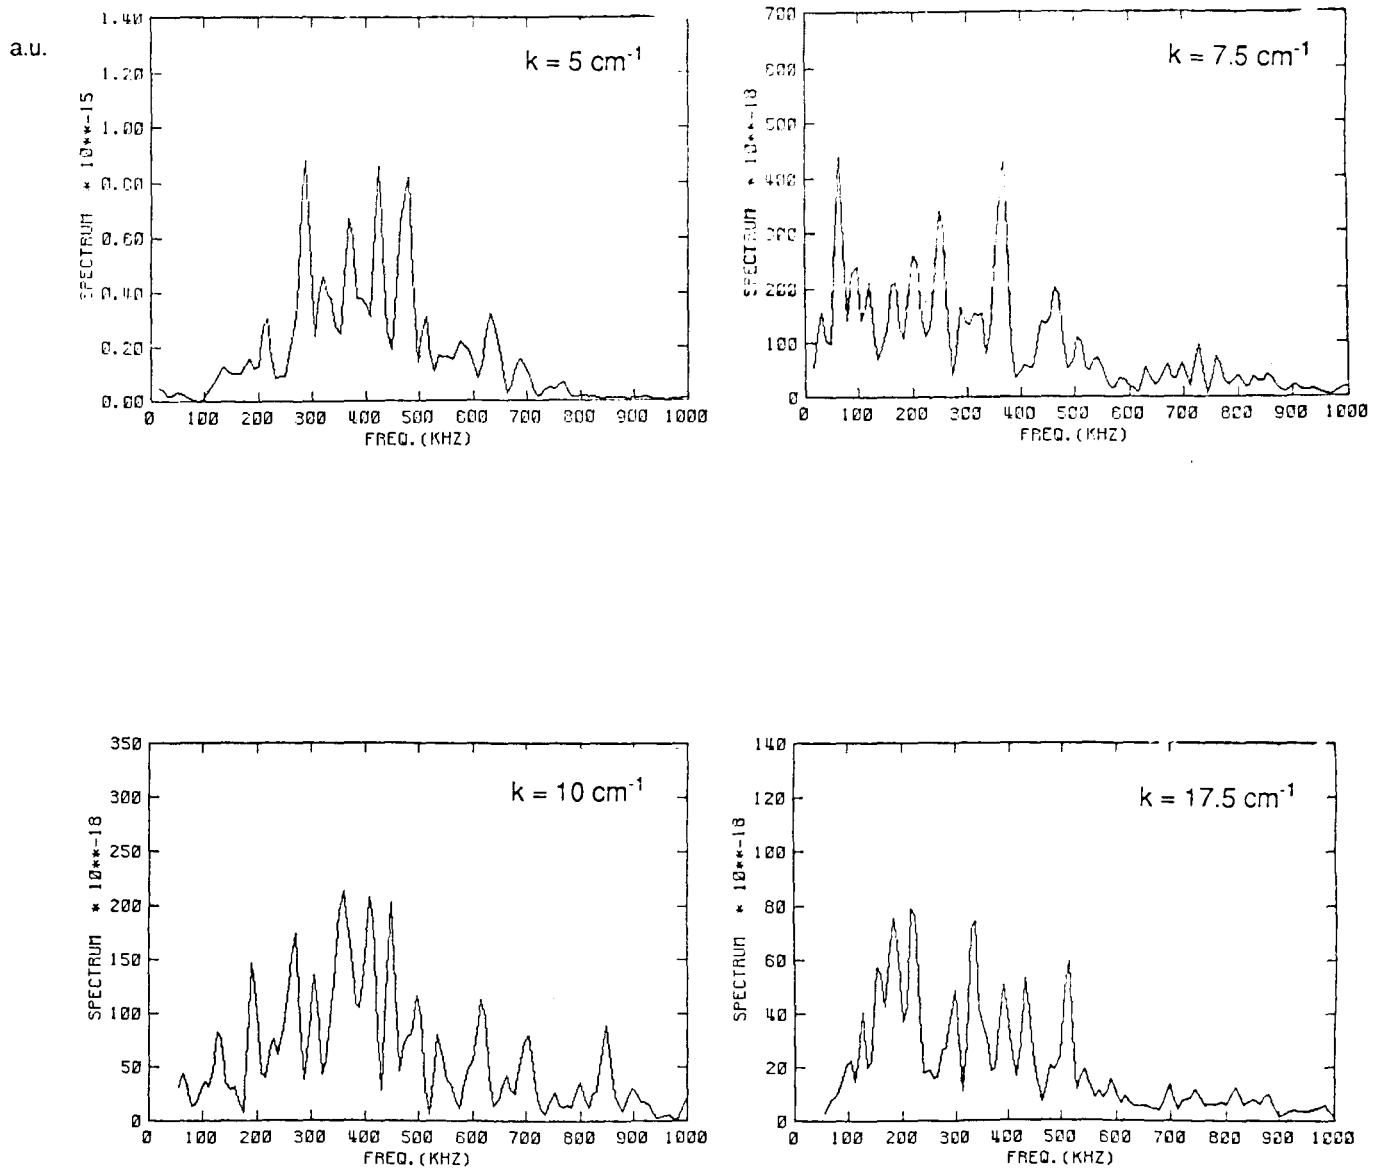 a.u.
k = 5 cm⁻¹
1.40
1.20
1.00
0.80
0.60
0.40
0.20
0.00
SPECTRUM * 10**-15
0 100 200 300 400 500 600 700 800 900 1000
FREQ.(KHZ)
k = 7.5 cm⁻¹
700
600
500
400
300
200
100
0
SPECTRUM * 10**-18
0 100 200 300 400 500 600 700 800 900 1000
FREQ.(KHZ)
k = 10 cm⁻¹
350
300
250
200
150
100
50
0
SPECTRUM * 10**-18
0 100 200 300 400 500 600 700 800 900 1000
FREQ.(KHZ)
k = 17.5 cm⁻¹
140
120
100
80
60
40
20
0
SPECTRUM * 10**-18
0 100 200 300 400 500 600 700 800 900 1000
FREQ.(KHZ)